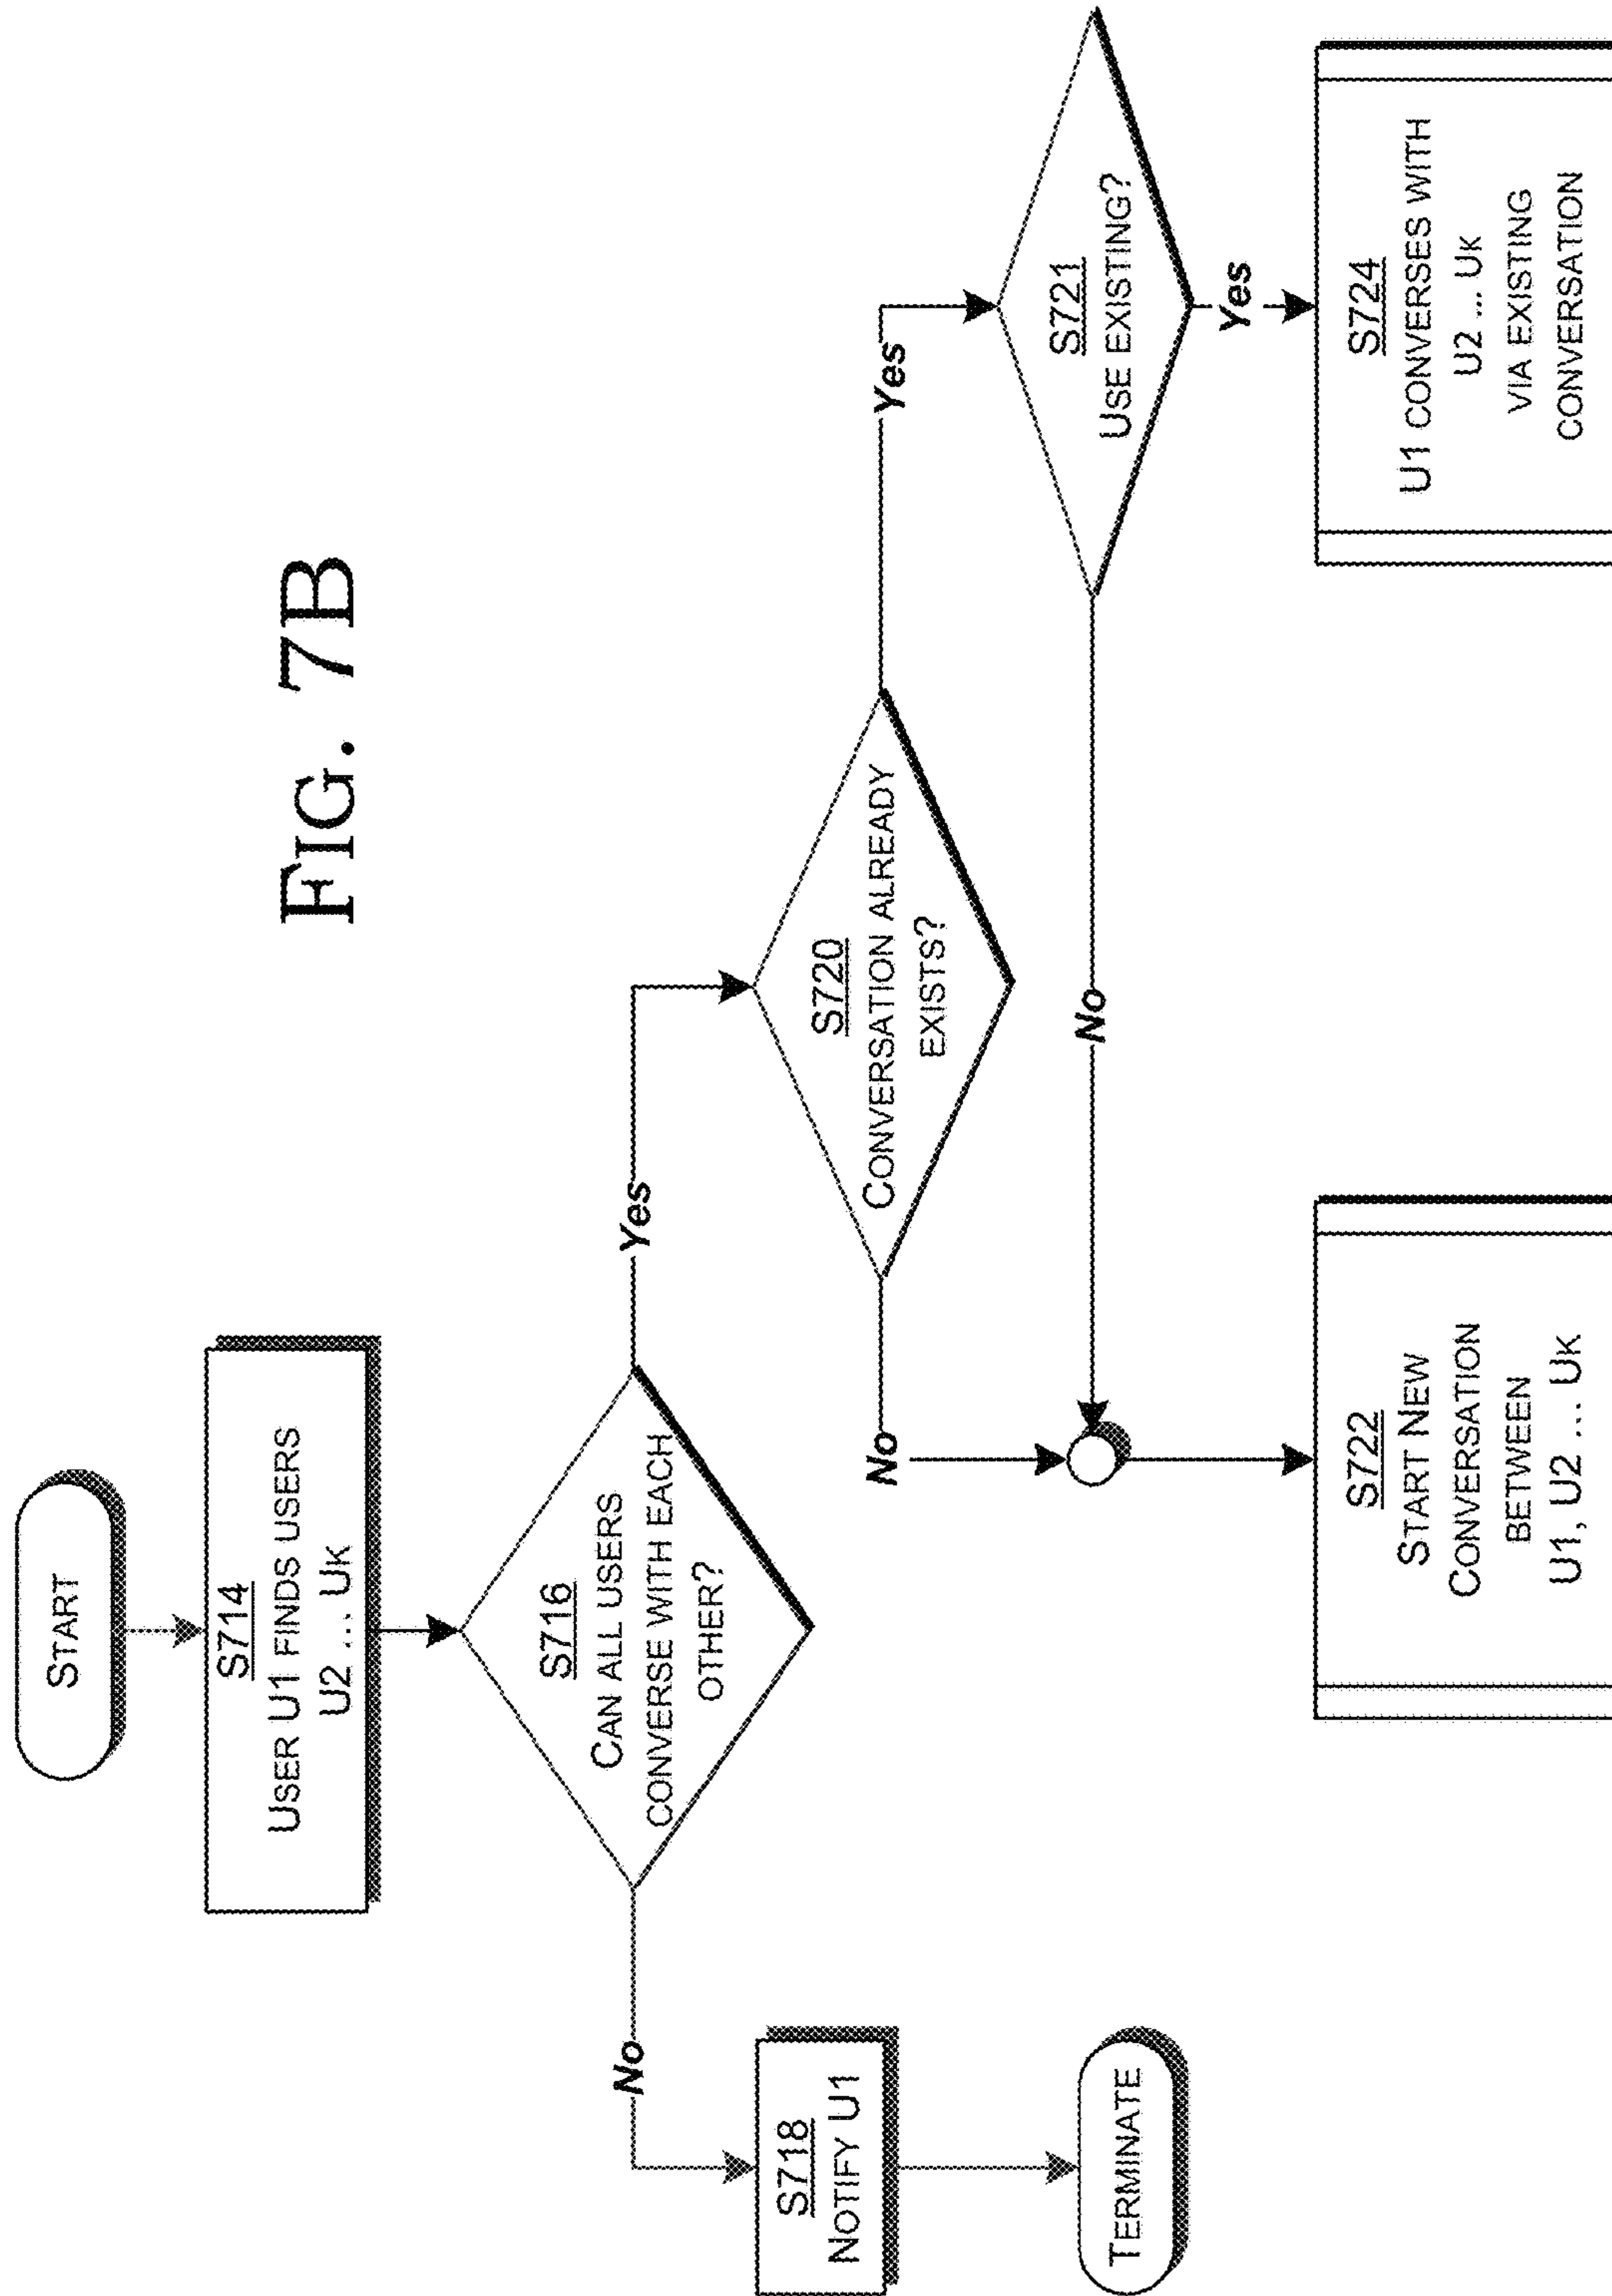 FIG. 7B
START
S714
USER U1 FINDS USERS
U2 ... UK
S716
CAN ALL USERS
CONVERSE WITH EACH
OTHER?
No
Yes
S718
NOTIFY U1
TERMINATE
S720
CONVERSATION ALREADY
EXISTS?
No
Yes
S721
USE EXISTING?
No
Yes
S722
START NEW
CONVERSATION
BETWEEN
U1, U2 ... UK
S724
U1 CONVERSES WITH
U2 ... UK
VIA EXISTING
CONVERSATION